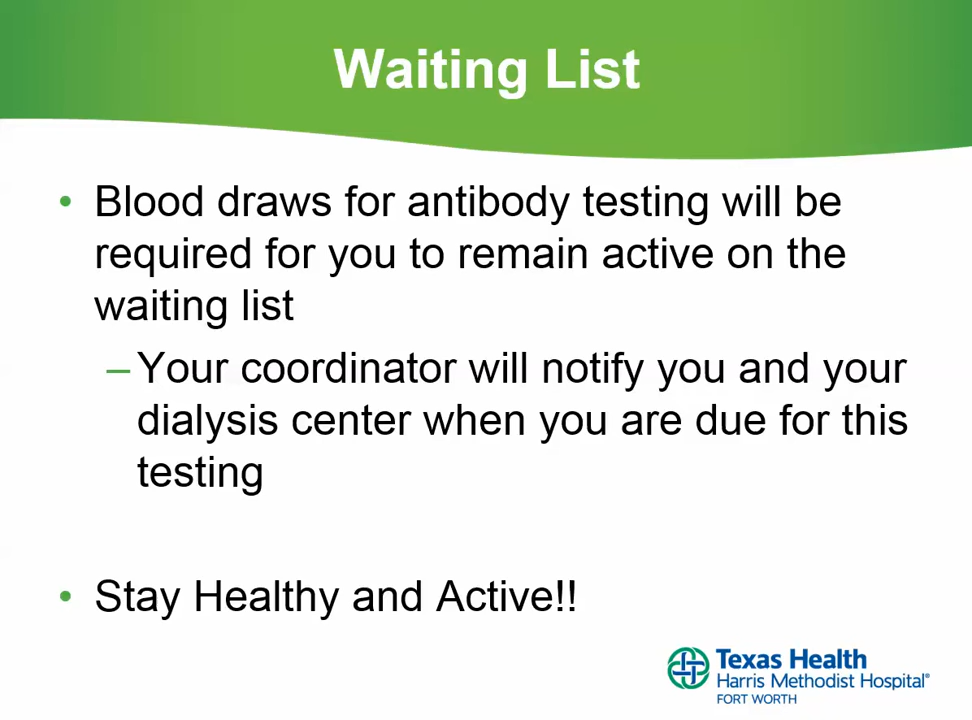 Waiting List
• Blood draws for antibody testing will be
required for you to remain active on the
waiting list
–Your coordinator will notify you and your
dialysis center when you are due for this
testing
• Stay Healthy and Active!!
Texas Health
Harris Methodist Hospital®
FORT WORTH